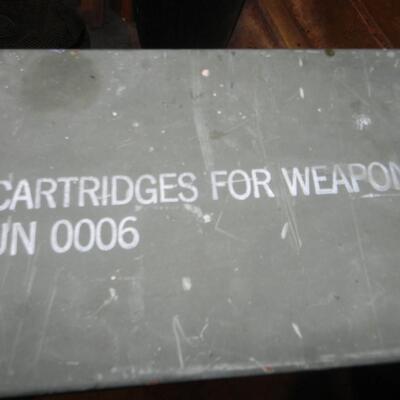 CARTRIDGES FOR WEAPON
UN 0006